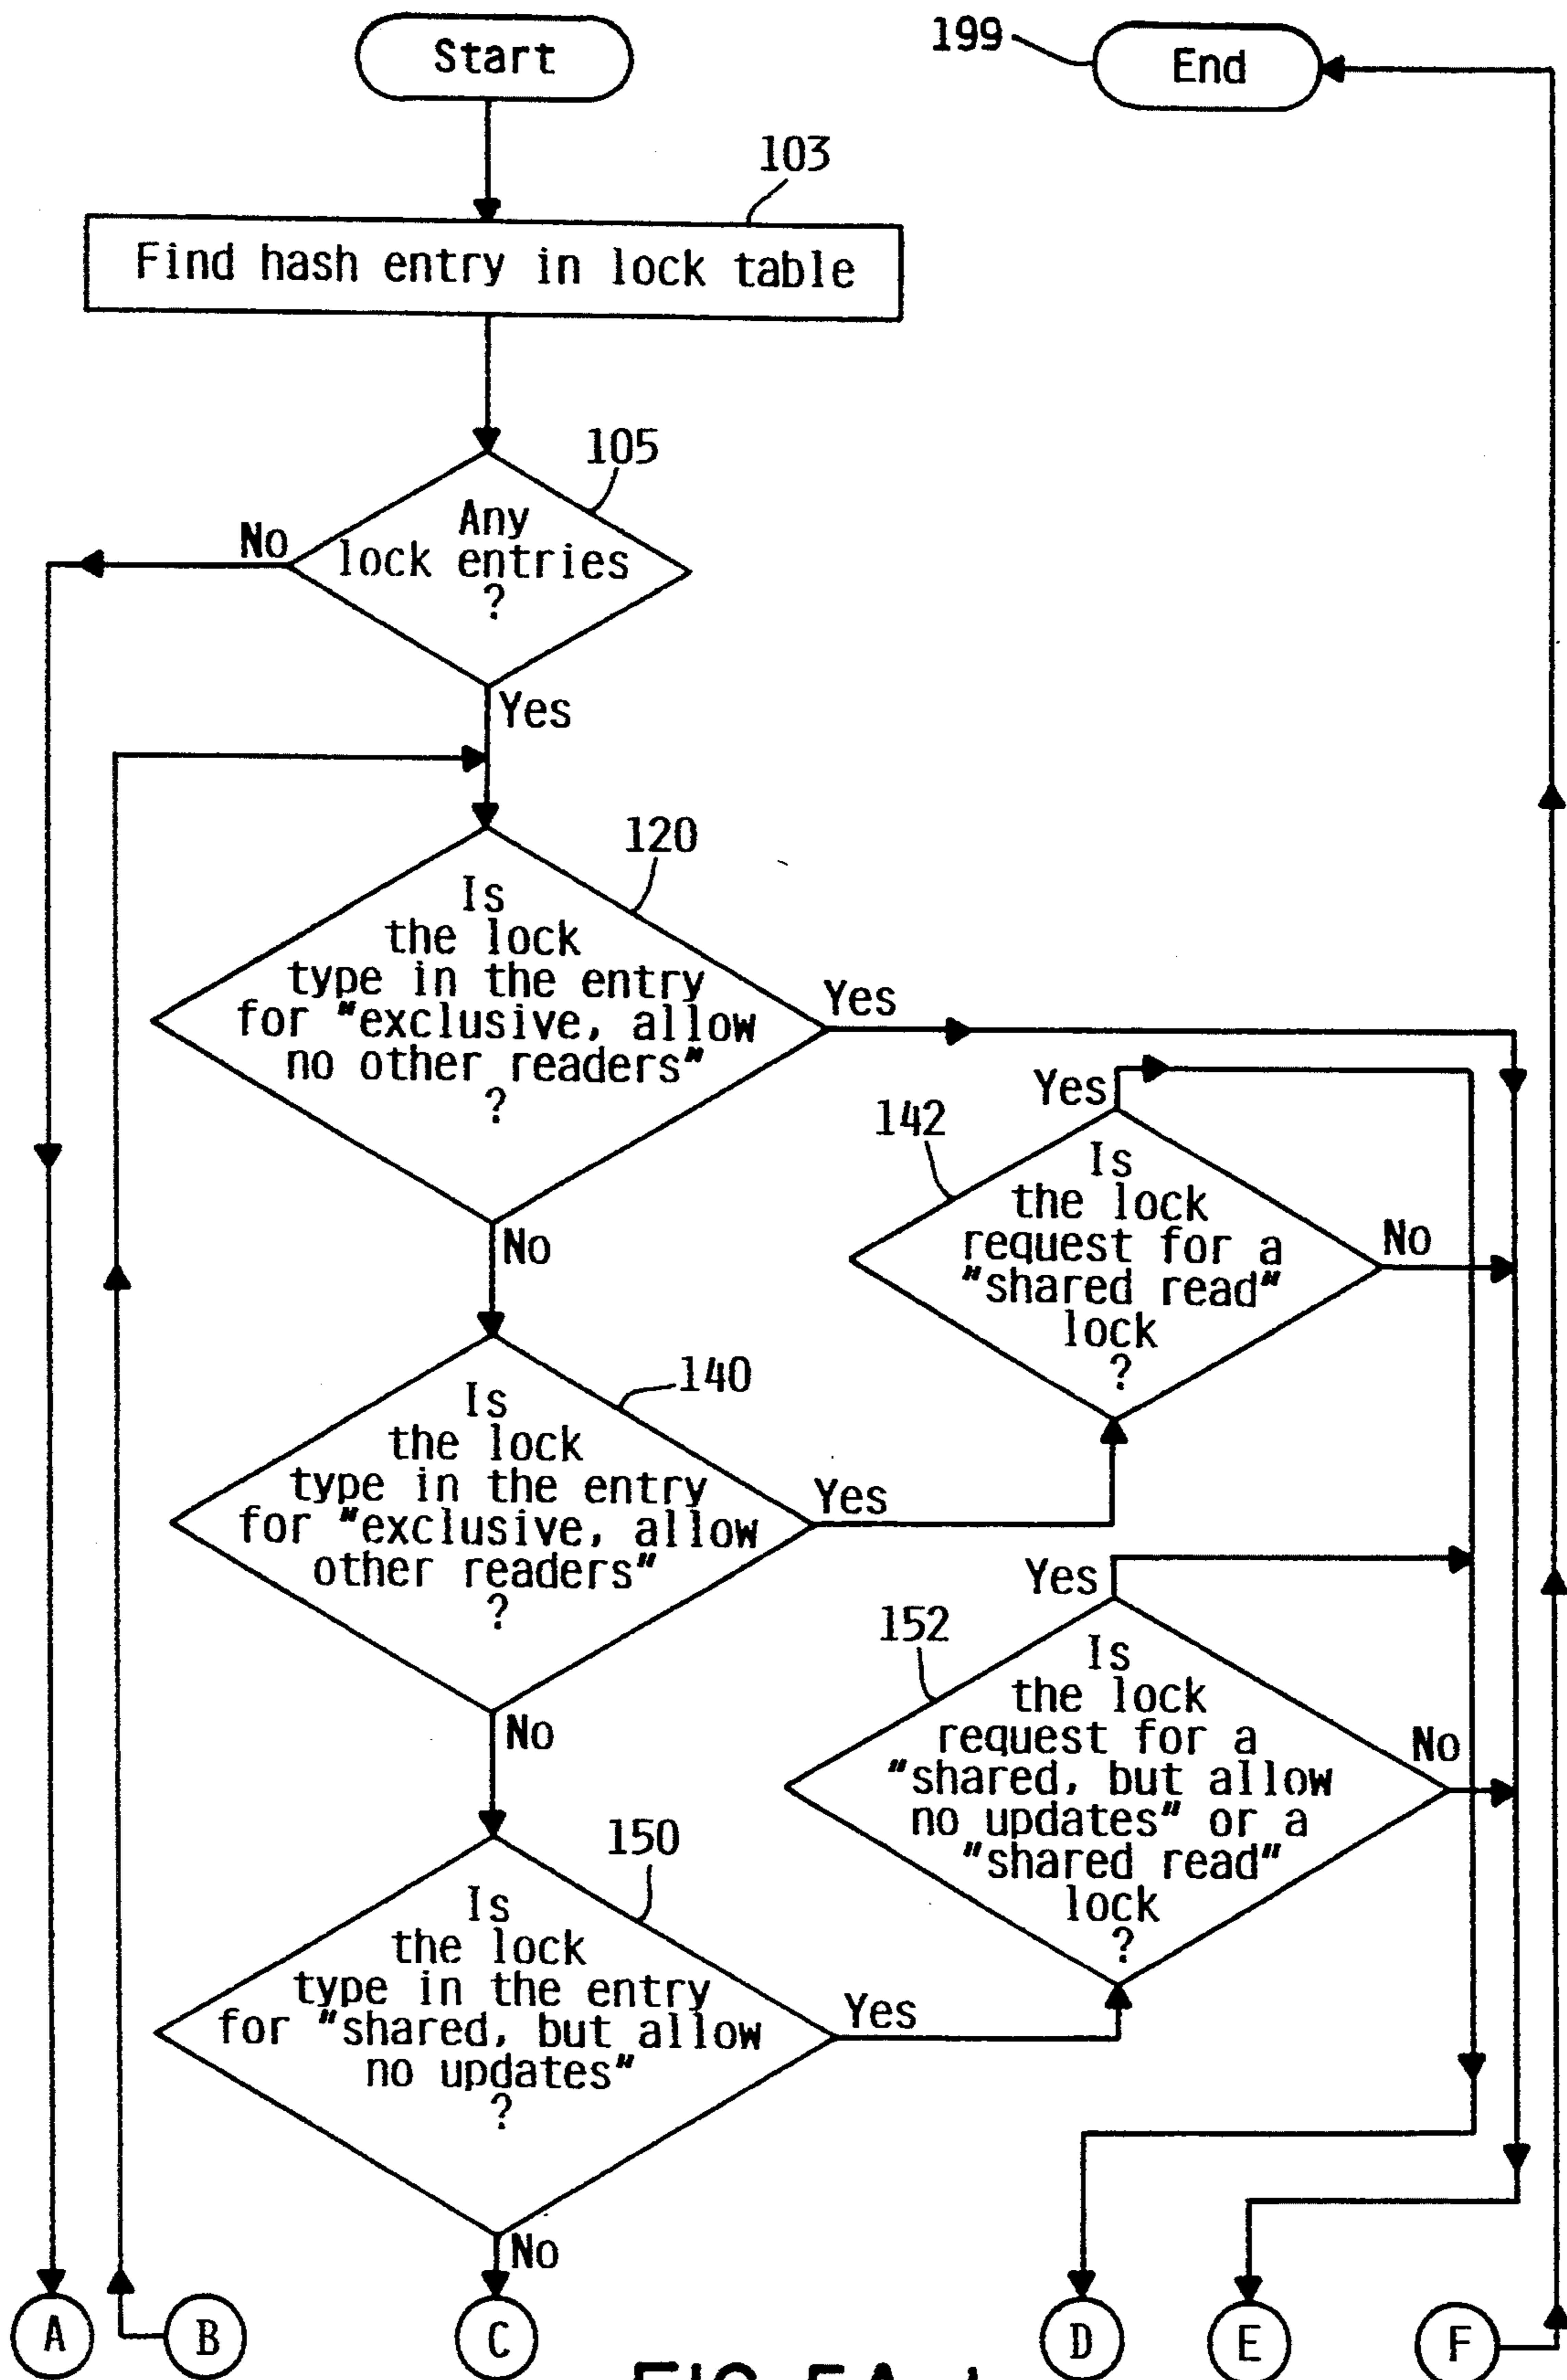 Start
199
End
103
Find hash entry in lock table
105
Any
lock entries
?
No
Yes
120
Is
the lock
type in the entry
for "exclusive, allow
no other readers"
?
Yes
No
142
Yes
Is
the lock
request for a
"shared read"
lock
?
No
140
Is
the lock
type in the entry
for "exclusive, allow
other readers"
?
Yes
No
152
Yes
Is
the lock
request for a
"shared, but allow
no updates" or a
"shared read"
lock
?
No
150
Is
the lock
type in the entry
for "shared, but allow
no updates"
?
Yes
No
A
B
C
D
E
F